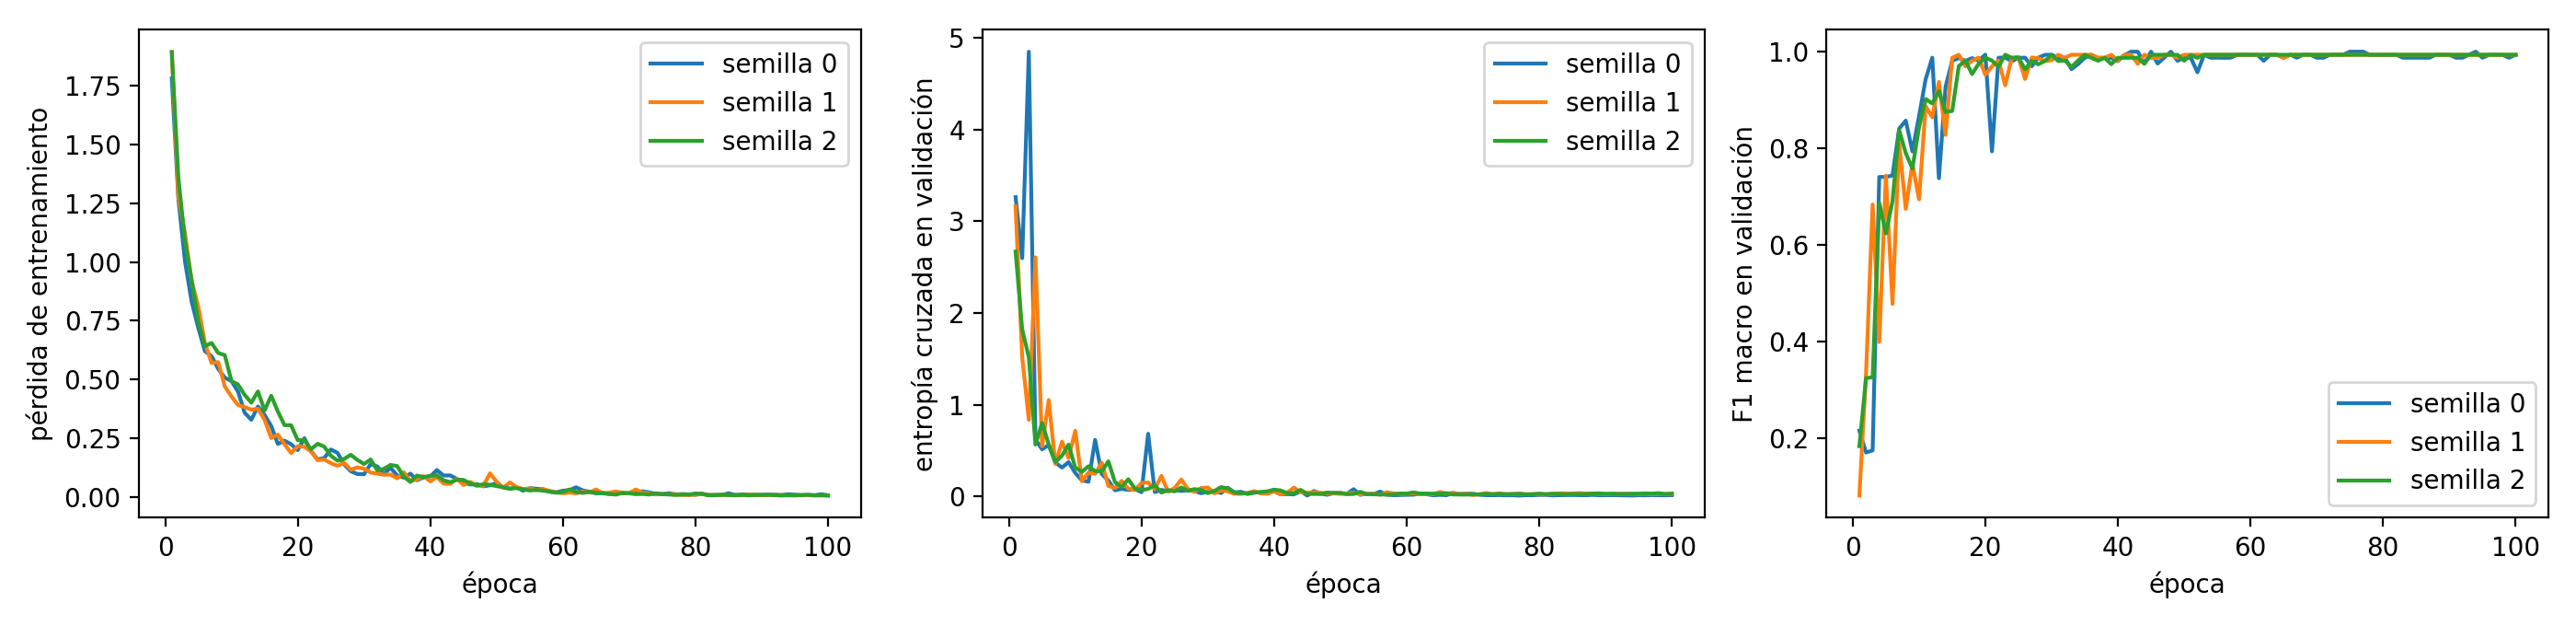 pérdida de entrenamiento
1.75
1.50
1.25
1.00
0.75
0.50
0.25
0.00
0 20 40 60 80 100
época
semilla 0
semilla 1
semilla 2
entropía cruzada en validación
5
4
3
2
1
0
0 20 40 60 80 100
época
semilla 0
semilla 1
semilla 2
F1 macro en validación
1.0
0.8
0.6
0.4
0.2
0 20 40 60 80 100
época
semilla 0
semilla 1
semilla 2